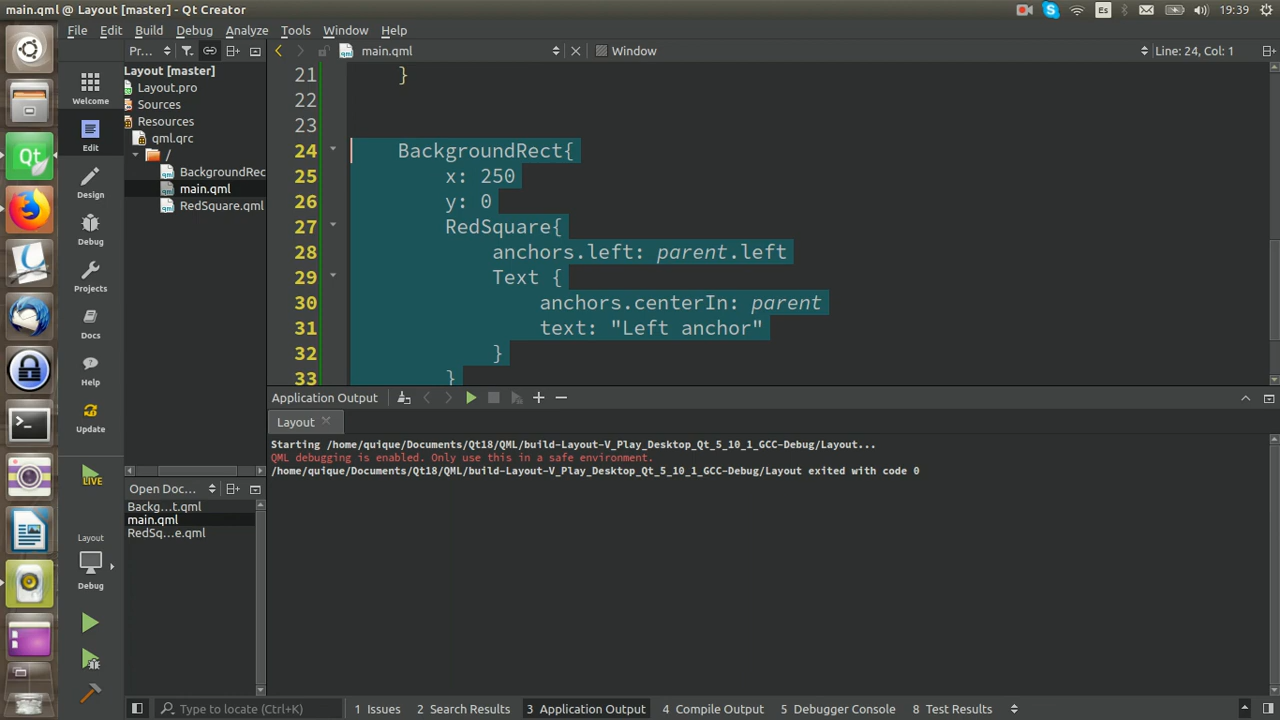 main.qml @ Layout [master] - Qt Creator
Es
19:39
File Edit Build Debug Analyze Tools Window Help
Pr...
main.qml
Window
Line: 24, Col: 1
Layout [master]
Layout.pro
Sources
Resources
qml.qrc
/
BackgroundRec
main.qml
RedSquare.qml
Welcome
Edit
Design
Debug
Projects
Docs
Help
Update
LIVE
Layout
Debug
Qt
21 }
22
23
24 BackgroundRect{
25 x: 250
26 y: 0
27 RedSquare{
28 anchors.left: parent.left
29 Text {
30 anchors.centerIn: parent
31 text: "Left anchor"
32 }
33 }
Application Output
Layout
Starting /home/quique/Documents/Qt18/QML/build-Layout-V_Play_Desktop_Qt_5_10_1_GCC-Debug/Layout...
QML debugging is enabled. Only use this in a safe environment.
/home/quique/Documents/Qt18/QML/build-Layout-V_Play_Desktop_Qt_5_10_1_GCC-Debug/Layout exited with code 0
Open Doc...
Backg...t.qml
main.qml
RedSq...e.qml
Type to locate (Ctrl+K)
1 Issues
2 Search Results
3 Application Output
4 Compile Output
5 Debugger Console
8 Test Results